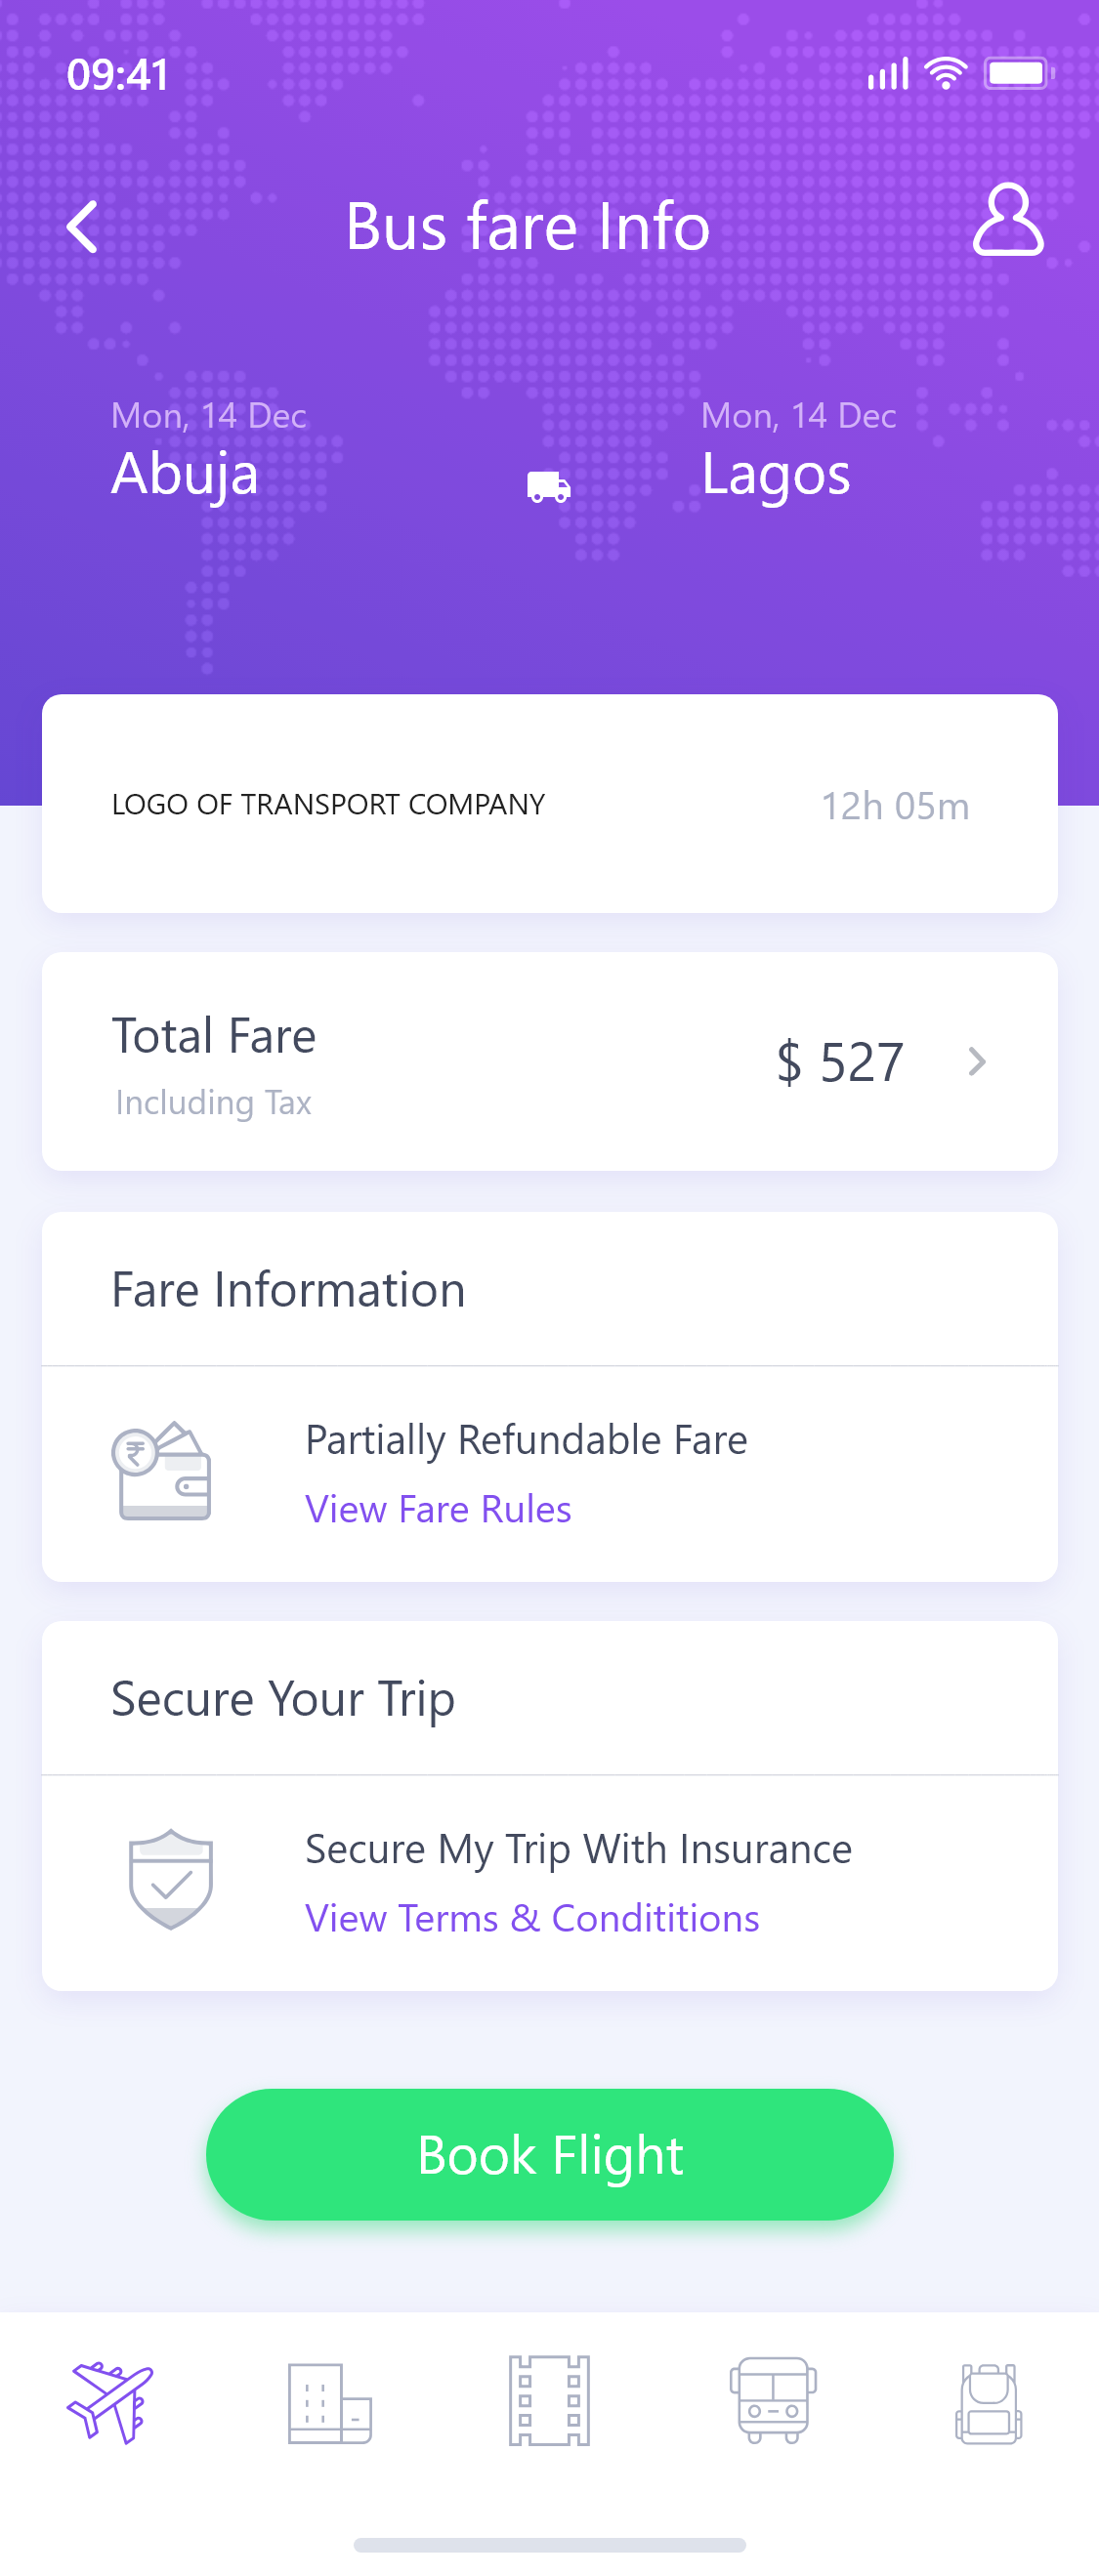 09:41
Bus fare Info
Mon, 14 Dec
Mon, 14 Dec
Abuja
Lagos
LOGO OF TRANSPORT COMPANY
12h 05m
Total Fare
$ 527
Including Tax
Fare Information
₹
Partially Refundable Fare
View Fare Rules
Secure Your Trip
Secure My Trip With Insurance
View Terms & Condititions
Book Flight